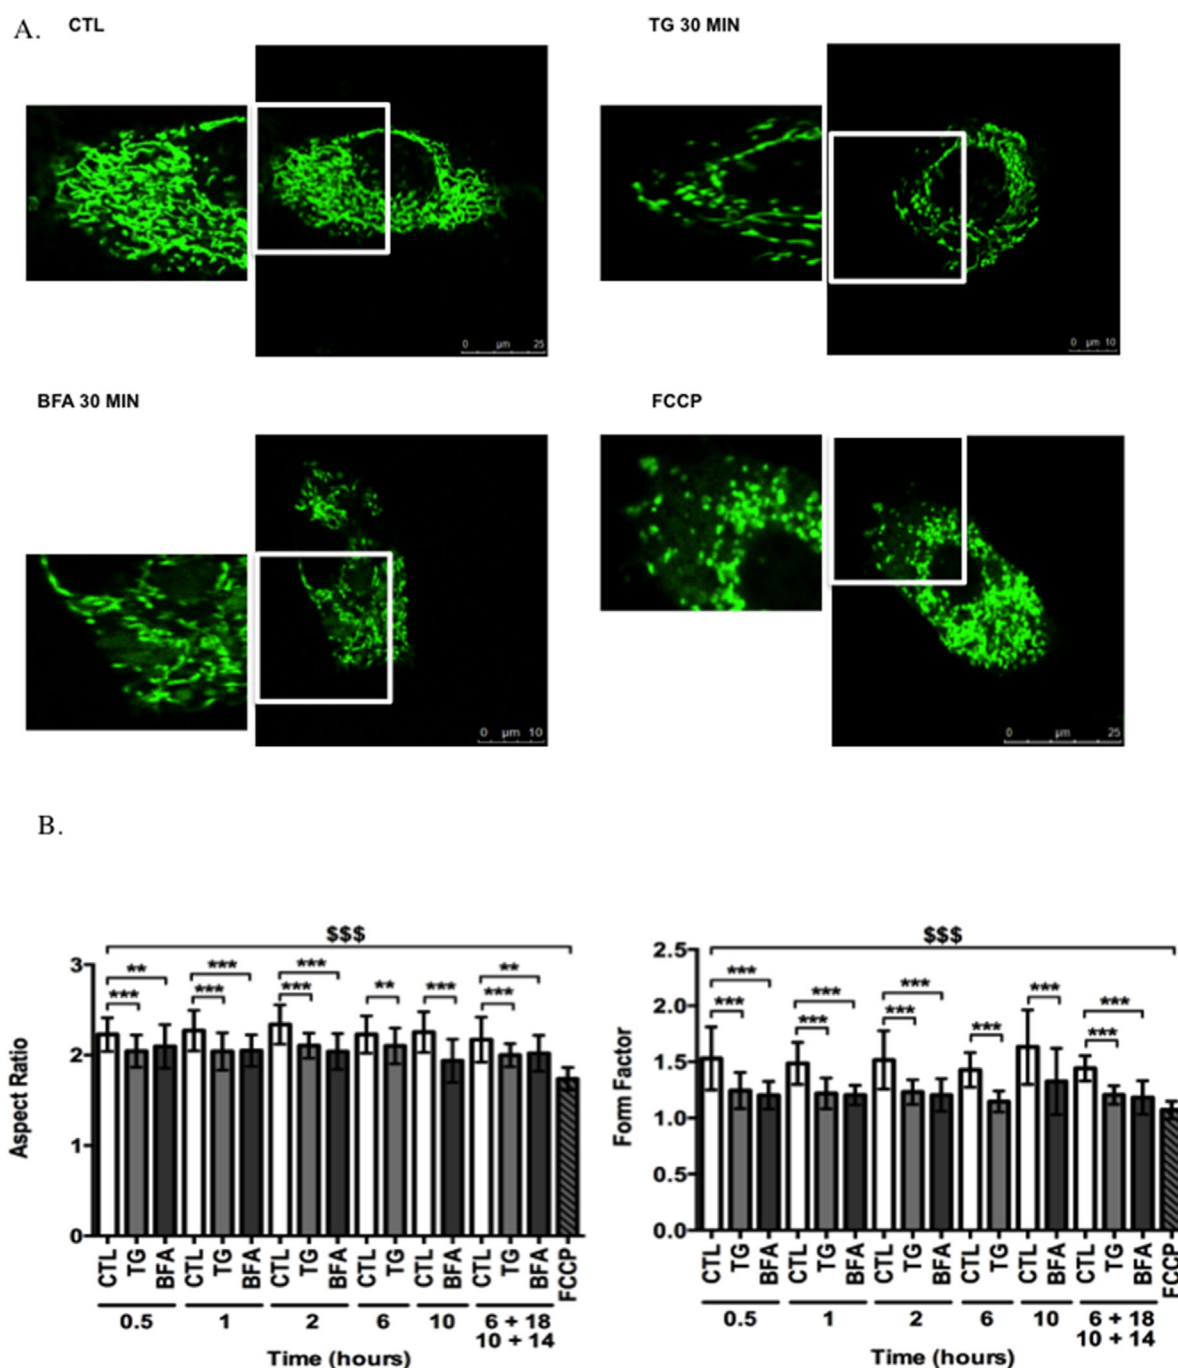 A.
CTL
TG 30 MIN
0 µm 25
0 µm 10
BFA 30 MIN
FCCP
0 µm 10
0 µm 25
B.
$$$
** *** *** ** *** **
*** *** *** ***
3
2
1
0
Aspect Ratio
CTL TG BFA CTL TG BFA CTL TG BFA CTL TG CTL BFA CTL TG BFA FCCP
0.5 1 2 6 10 6 + 18
10 + 14
Time (hours)
$$$
*** *** *** *** *** ***
*** *** *** ***
2.5
2.0
1.5
1.0
0.5
0.0
Form Factor
CTL TG BFA CTL TG BFA CTL TG BFA CTL TG CTL BFA CTL TG BFA FCCP
0.5 1 2 6 10 6 + 18
10 + 14
Time (hours)